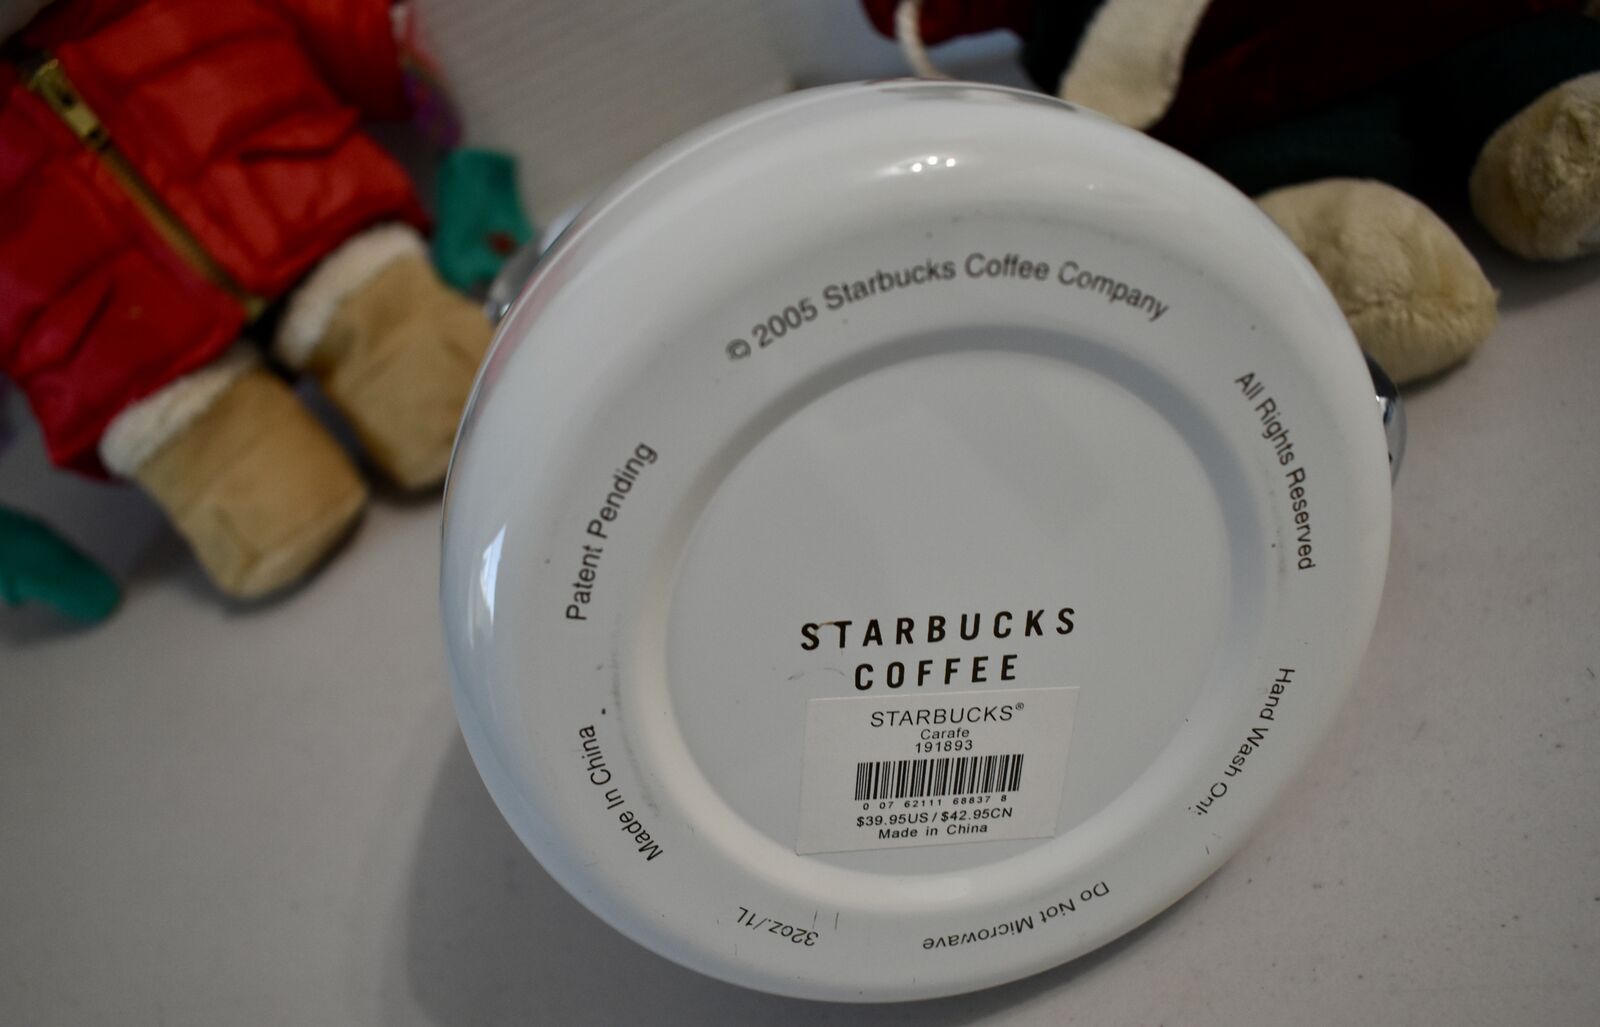 © 2005 Starbucks Coffee Company
All Rights Reserved
Hand Wash Onl
Do Not Microwave
32oz./1L
Made In China
Patent Pending
STARBUCKS
COFFEE
STARBUCKS®
Carafe
191893
0 07 62111 68837 8
$39.95US/$42.95CN
Made in China